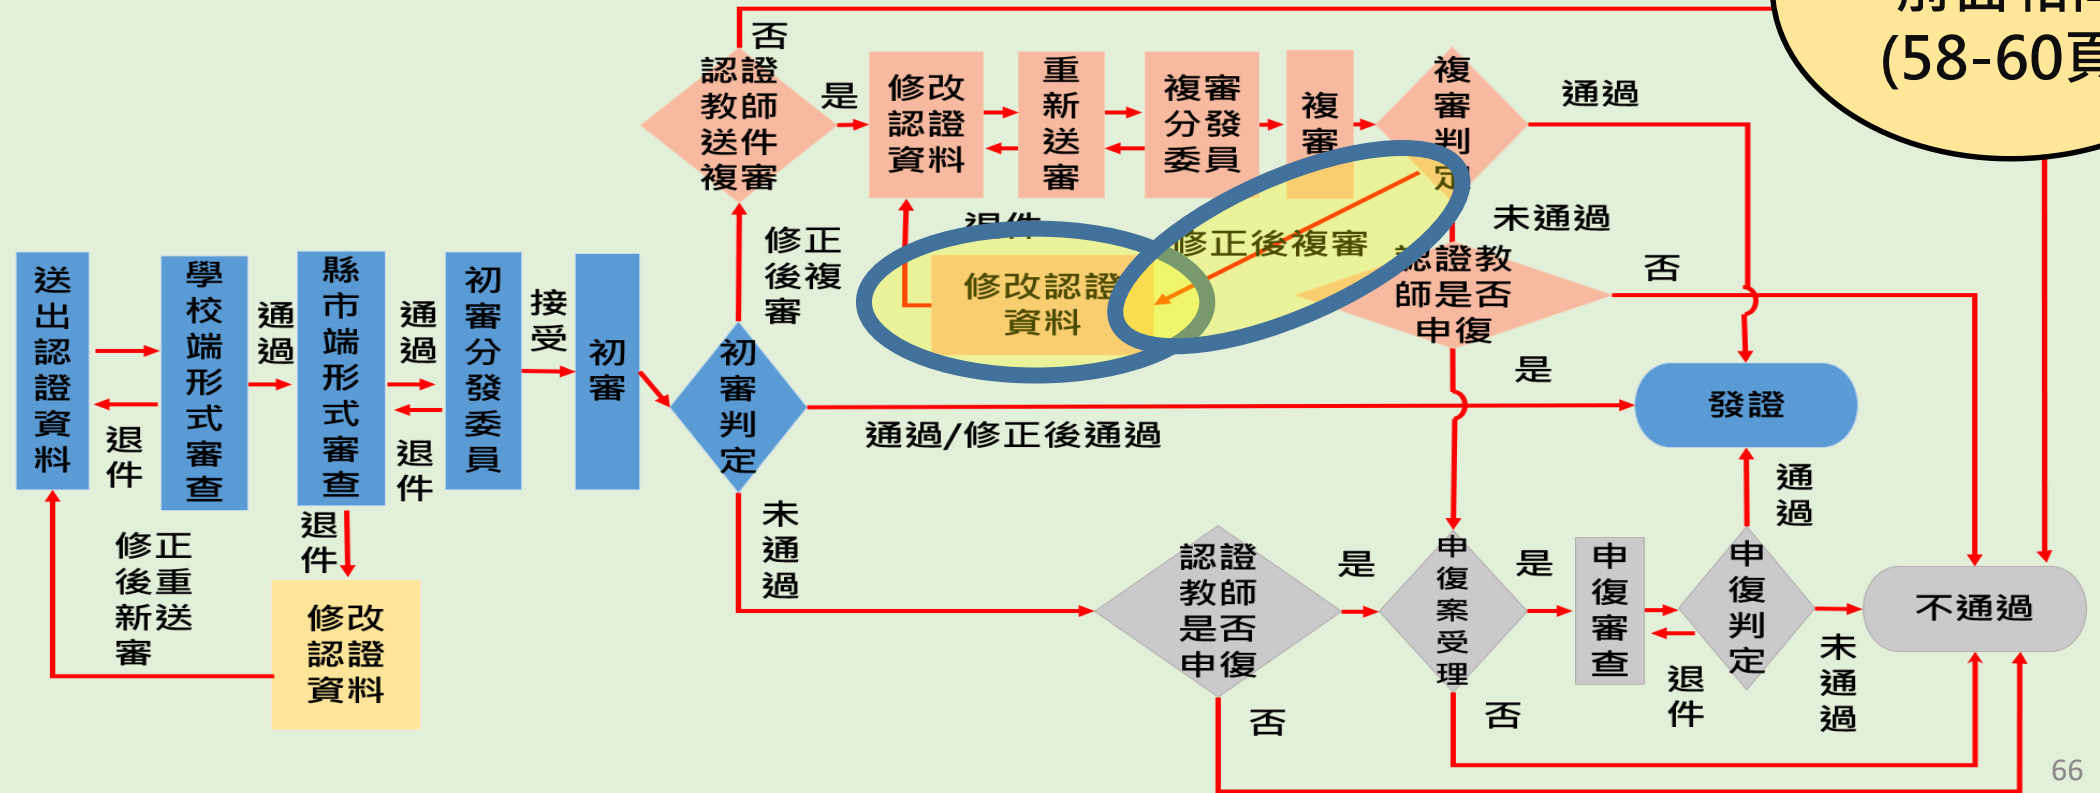 (58-60頁
否
認證
教師
送件
複審
是
修改
認證
資料
重
新
送
審
複審
分發
委員
複
審
複
審
判
定
通過
退件
修正後複審
修改認證
資料
未通過
認證教
師是否
申復
否
是
修正
後複
審
送
出
認
證
資
料
退
件
學
校
端
形
式
審
查
通
過
縣
市
端
形
式
審
查
通
過
退
件
初
審
分
發
委
員
接
受
初
審
初
審
判
定
通過/修正後通過
發證
退
件
修正
後重
新送
審
修改
認證
資料
未
通
過
認證
教師
是否
申復
是
否
申
復
案
受
理
是
否
申
復
審
查
申
復
判
定
退
件
通
過
未
通
過
不通過
66